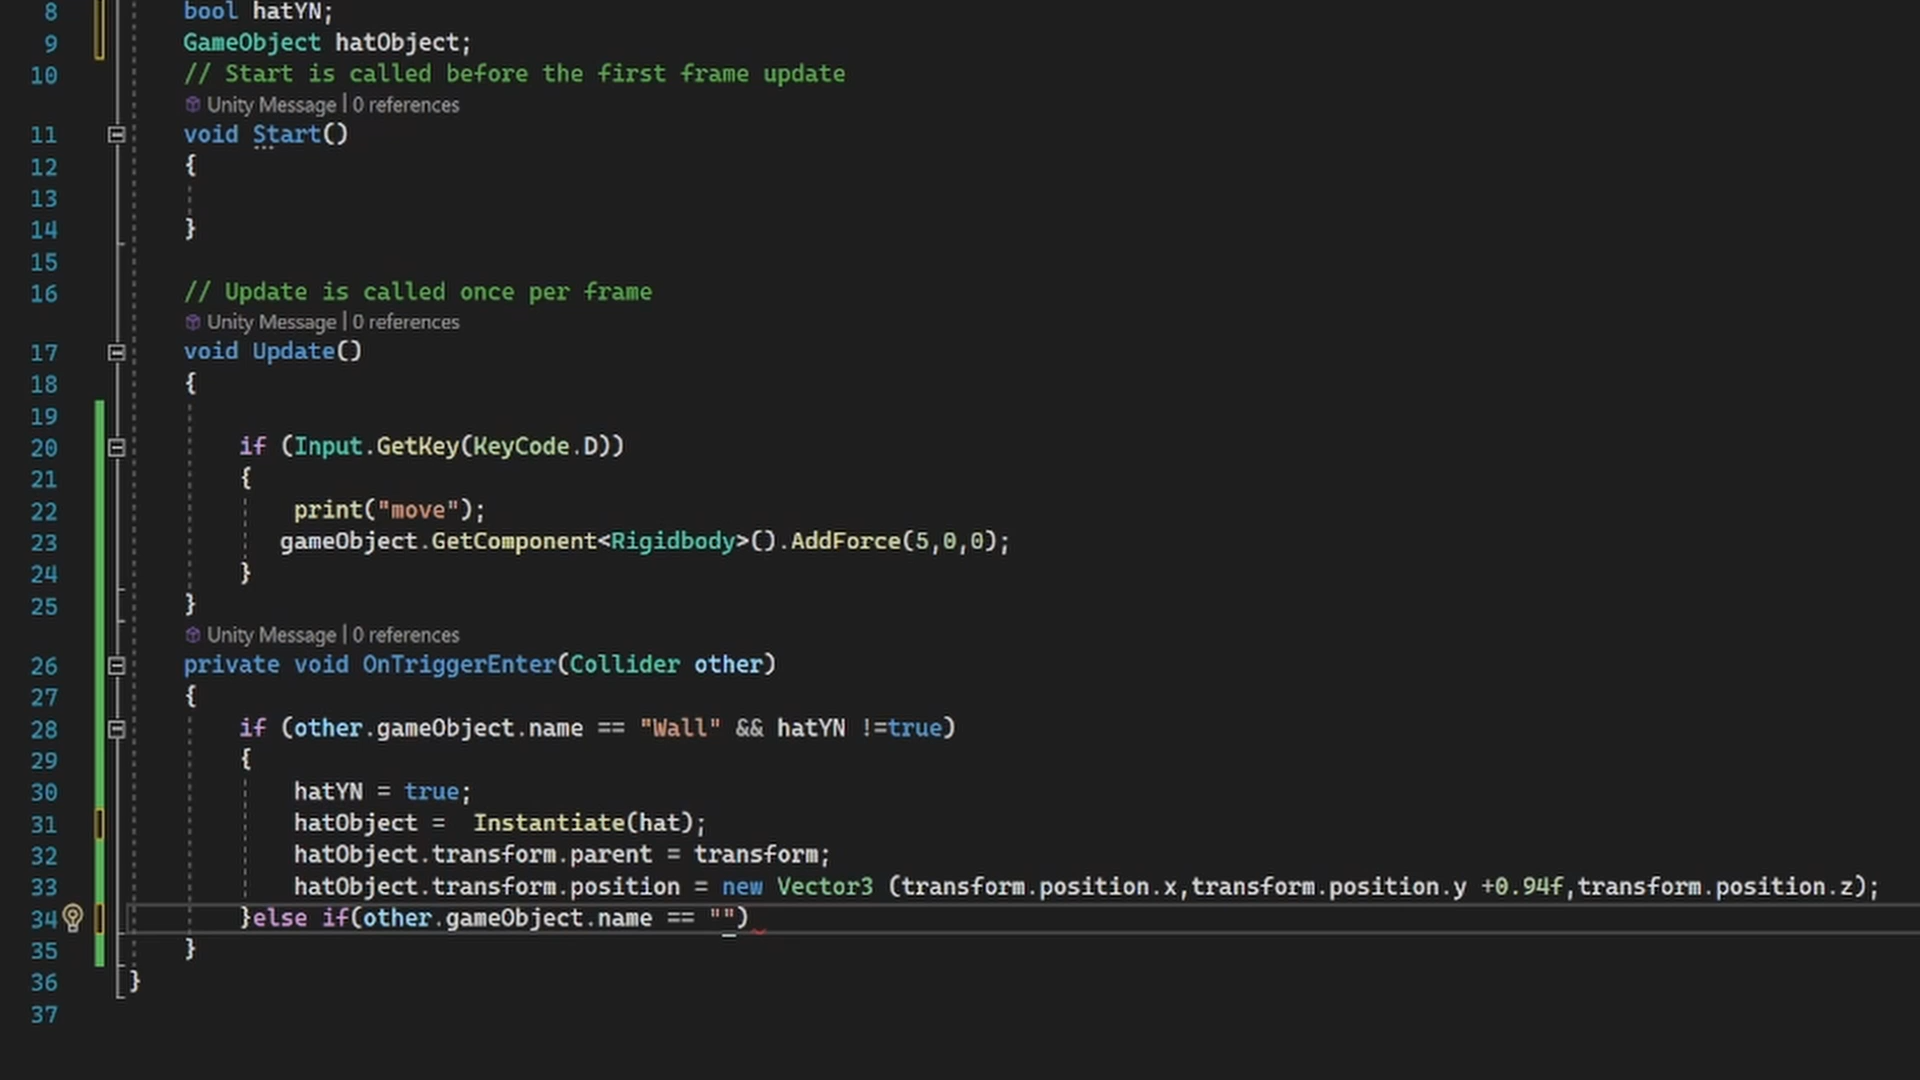 8 bool hatYN;
9 GameObject hatObject;
10 // Start is called before the first frame update
Unity Message | 0 references
11 void Start()
12 {
13
14 }
15
16 // Update is called once per frame
Unity Message | 0 references
17 void Update()
18 {
19
20 if (Input.GetKey(KeyCode.D))
21 {
22 print("move");
23 gameObject.GetComponent<Rigidbody>().AddForce(5,0,0);
24 }
25 }
Unity Message | 0 references
26 private void OnTriggerEnter(Collider other)
27 {
28 if (other.gameObject.name == "Wall" && hatYN !=true)
29 {
30 hatYN = true;
31 hatObject =  Instantiate(hat);
32 hatObject.transform.parent = transform;
33 hatObject.transform.position = new Vector3 (transform.position.x,transform.position.y +0.94f,transform.position.z);
34 }else if(other.gameObject.name == "")
35 }
36 }
37